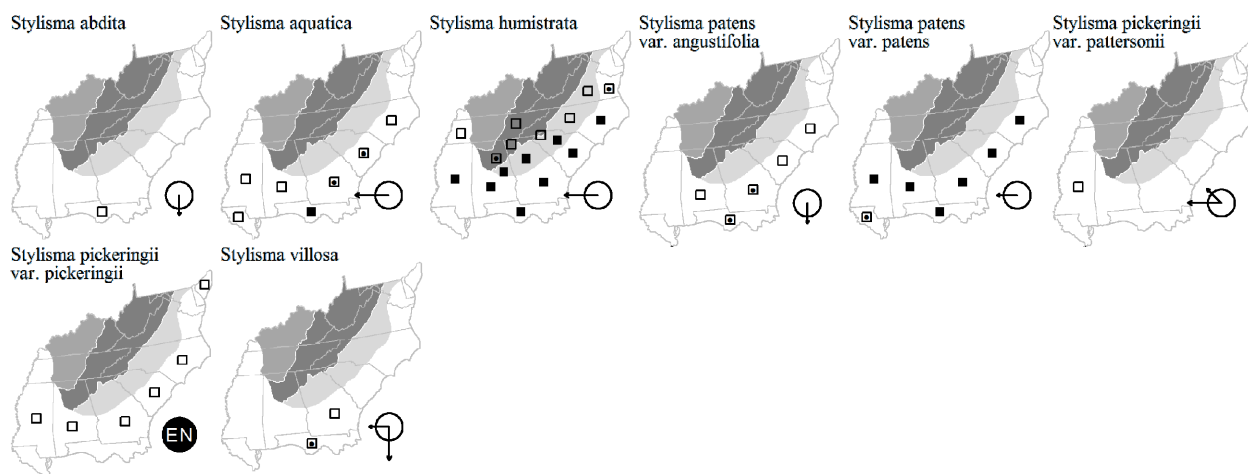 Stylisma abdita
Stylisma aquatica
Stylisma humistrata
Stylisma patens
var. angustifolia
Stylisma patens
var. patens
Stylisma pickeringii
var. pattersonii
Stylisma pickeringii
var. pickeringii
EN
Stylisma villosa